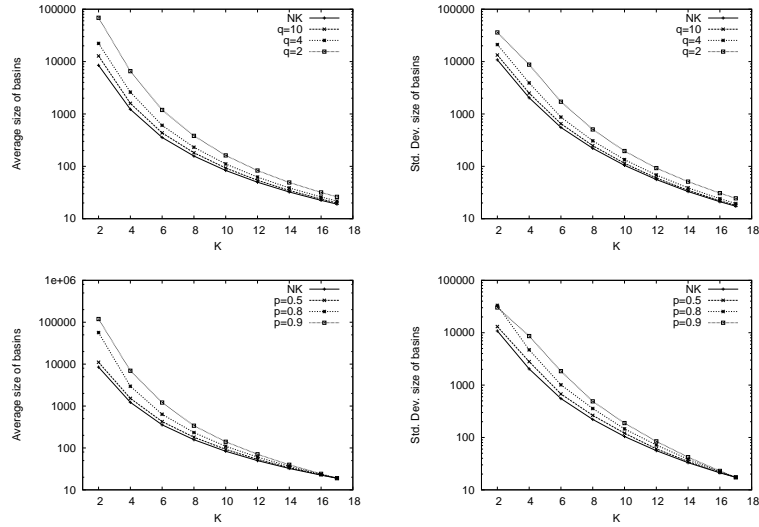 100000
10000
1000
100
10
Average size of basins
2 4 6 8 10 12 14 16 18
K
NK
q=10
q=4
q=2
100000
10000
1000
100
10
Std. Dev. size of basins
2 4 6 8 10 12 14 16 18
K
NK
q=10
q=4
q=2
1e+06
100000
10000
1000
100
10
Average size of basins
2 4 6 8 10 12 14 16 18
K
NK
p=0.5
p=0.8
p=0.9
100000
10000
1000
100
10
Std. Dev. size of basins
2 4 6 8 10 12 14 16 18
K
NK
p=0.5
p=0.8
p=0.9